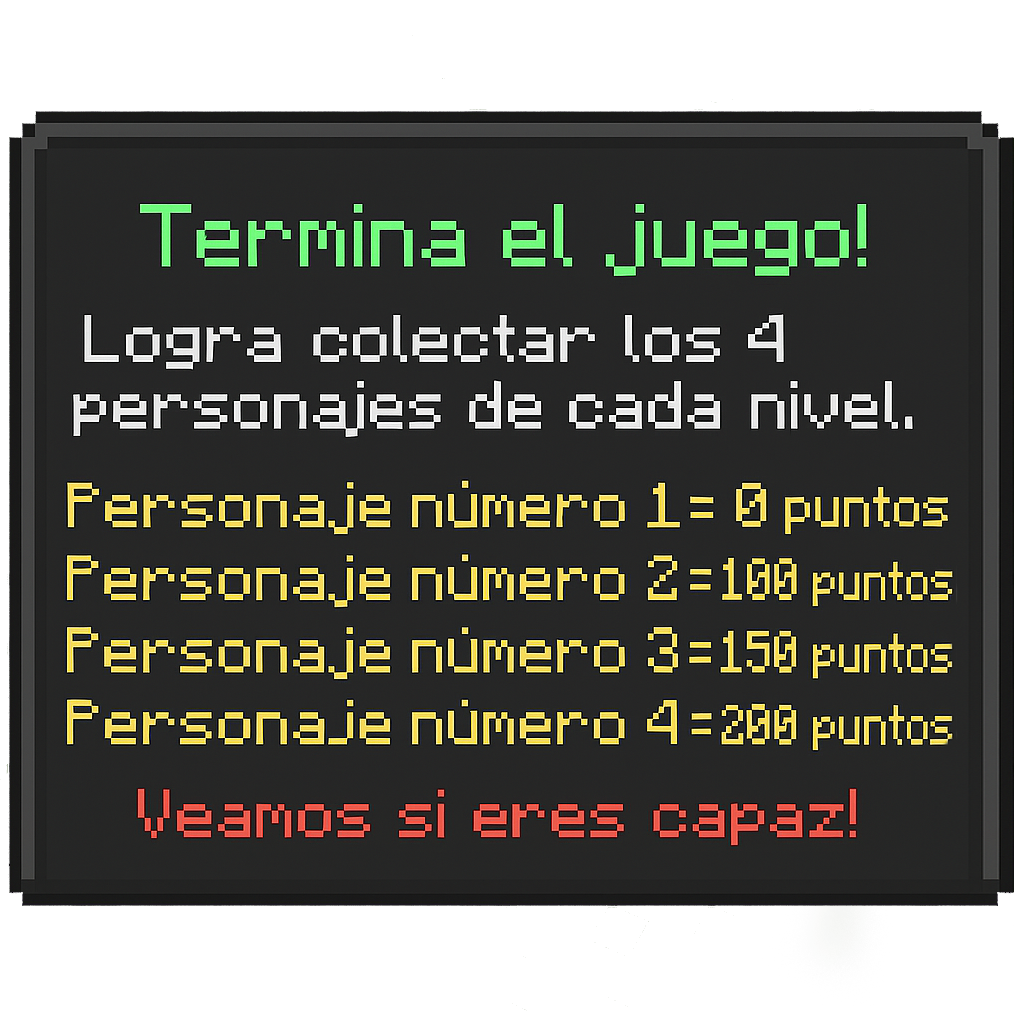 Termina el juego!
Logra colectar los 4
personajes de cada nivel.
Personaje número 1= 0 puntos
Personaje número 2=100 puntos
Personaje número 3=150 puntos
Personaje número 4=200 puntos
Veamos si eres capaz!